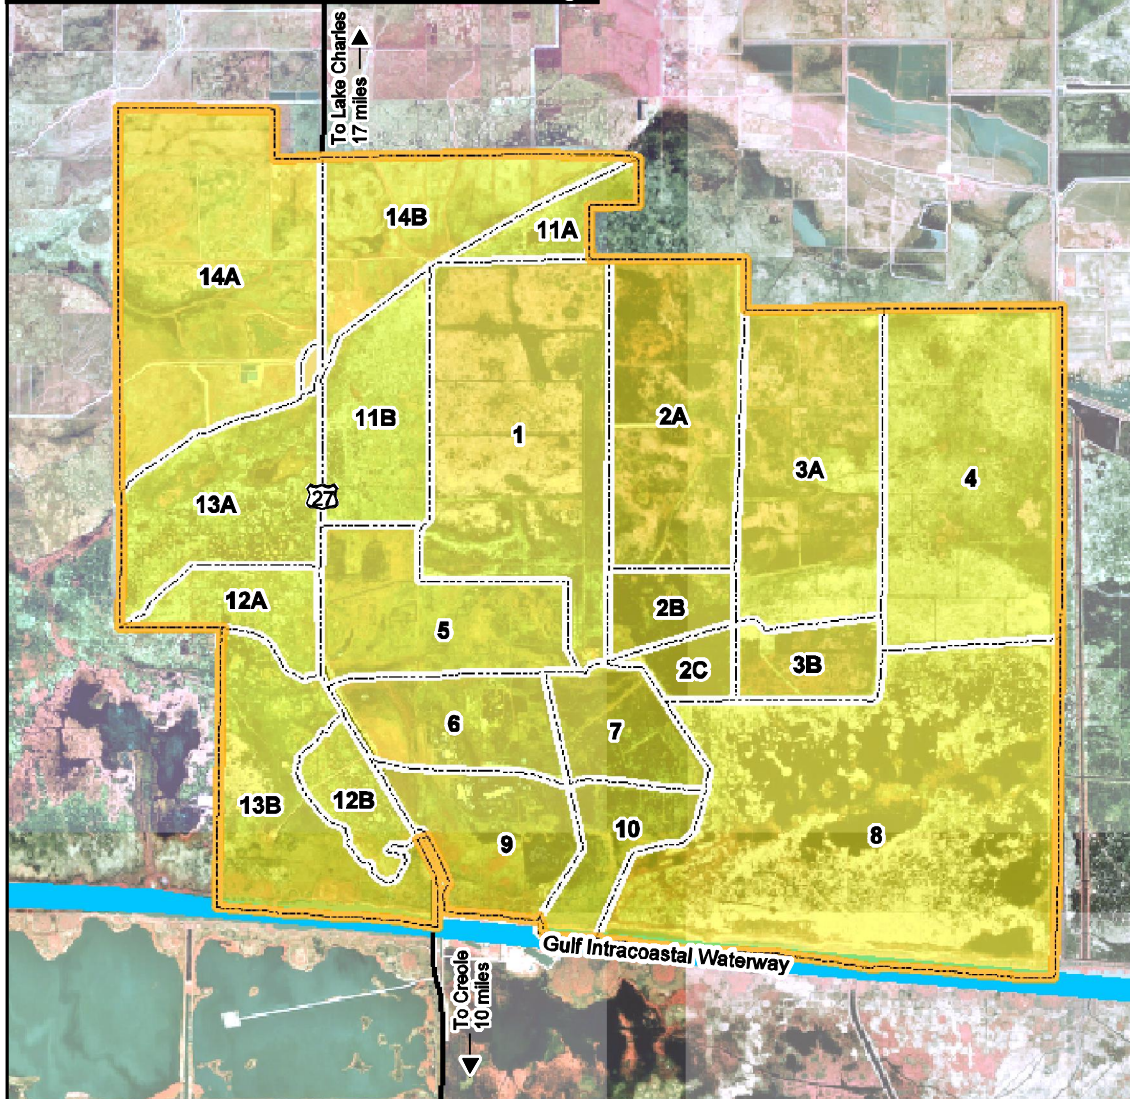 To Lake Charles
17 miles
14B
11A
14A
11B
1
2A
3A
4
13A
27
12A
2B
5
2C
3B
6
7
13B
12B
10
9
8
Gulf Intracoastal Waterway
To Creole
10 miles